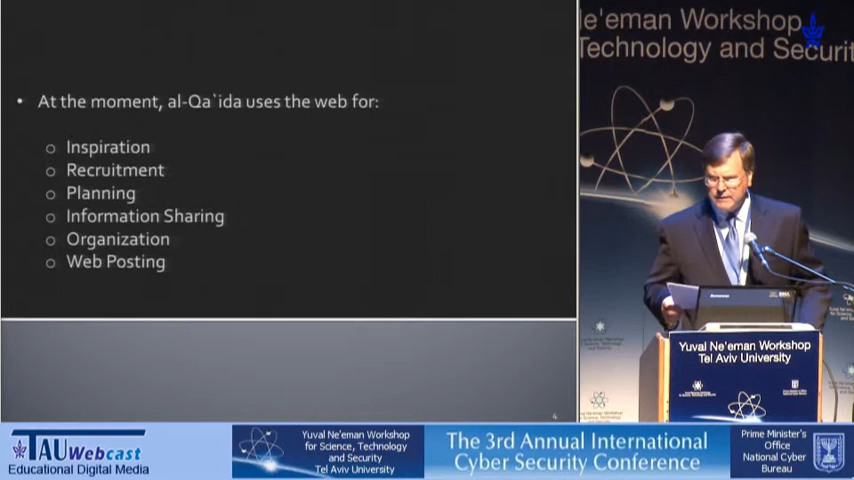 • At the moment, al-Qa`ida uses the web for:
o Inspiration
o Recruitment
o Planning
o Information Sharing
o Organization
o Web Posting
4
Ne'eman Workshop
Technology and Securit
Yuval Ne'eman Workshop
Tel Aviv University
TAU Webcast
Educational Digital Media
Yuval Ne'eman Workshop
for Science, Technology
and Security
Tel Aviv University
The 3rd Annual International
Cyber Security Conference
Prime Minister's
Office
National Cyber
Bureau